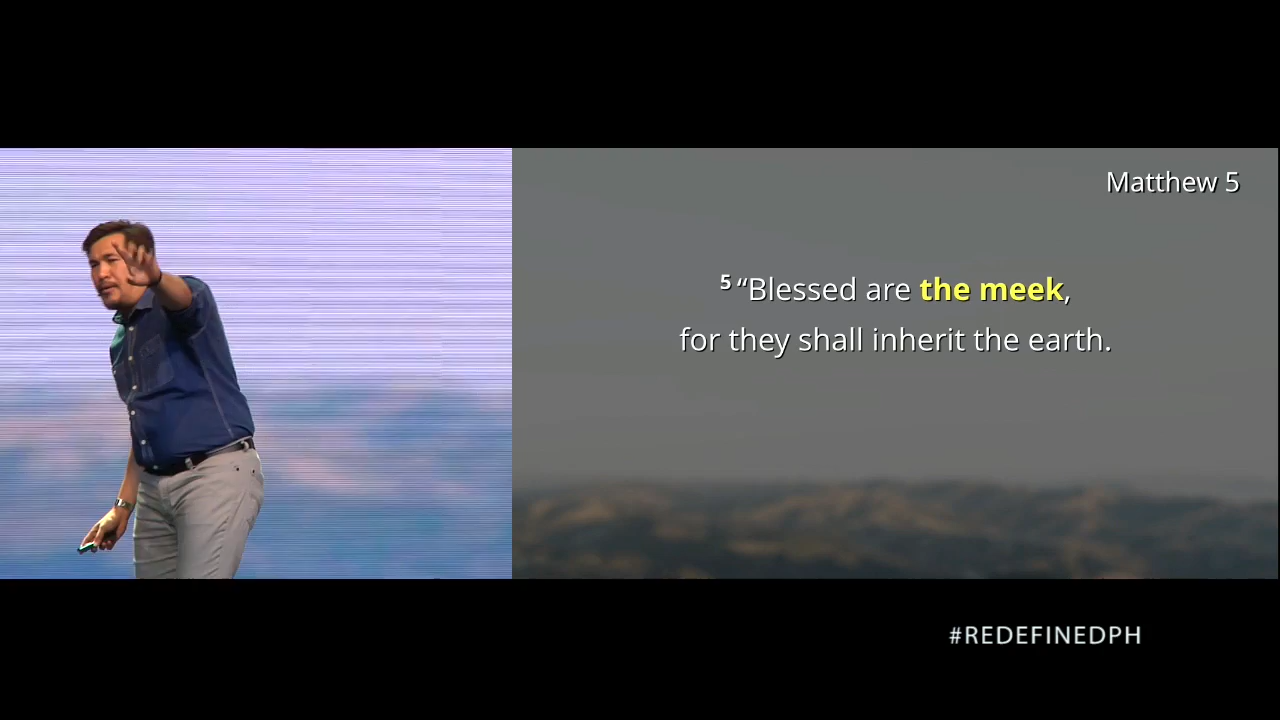 Matthew 5
5 “Blessed are the meek,
for they shall inherit the earth.
#REDEFINEDPH